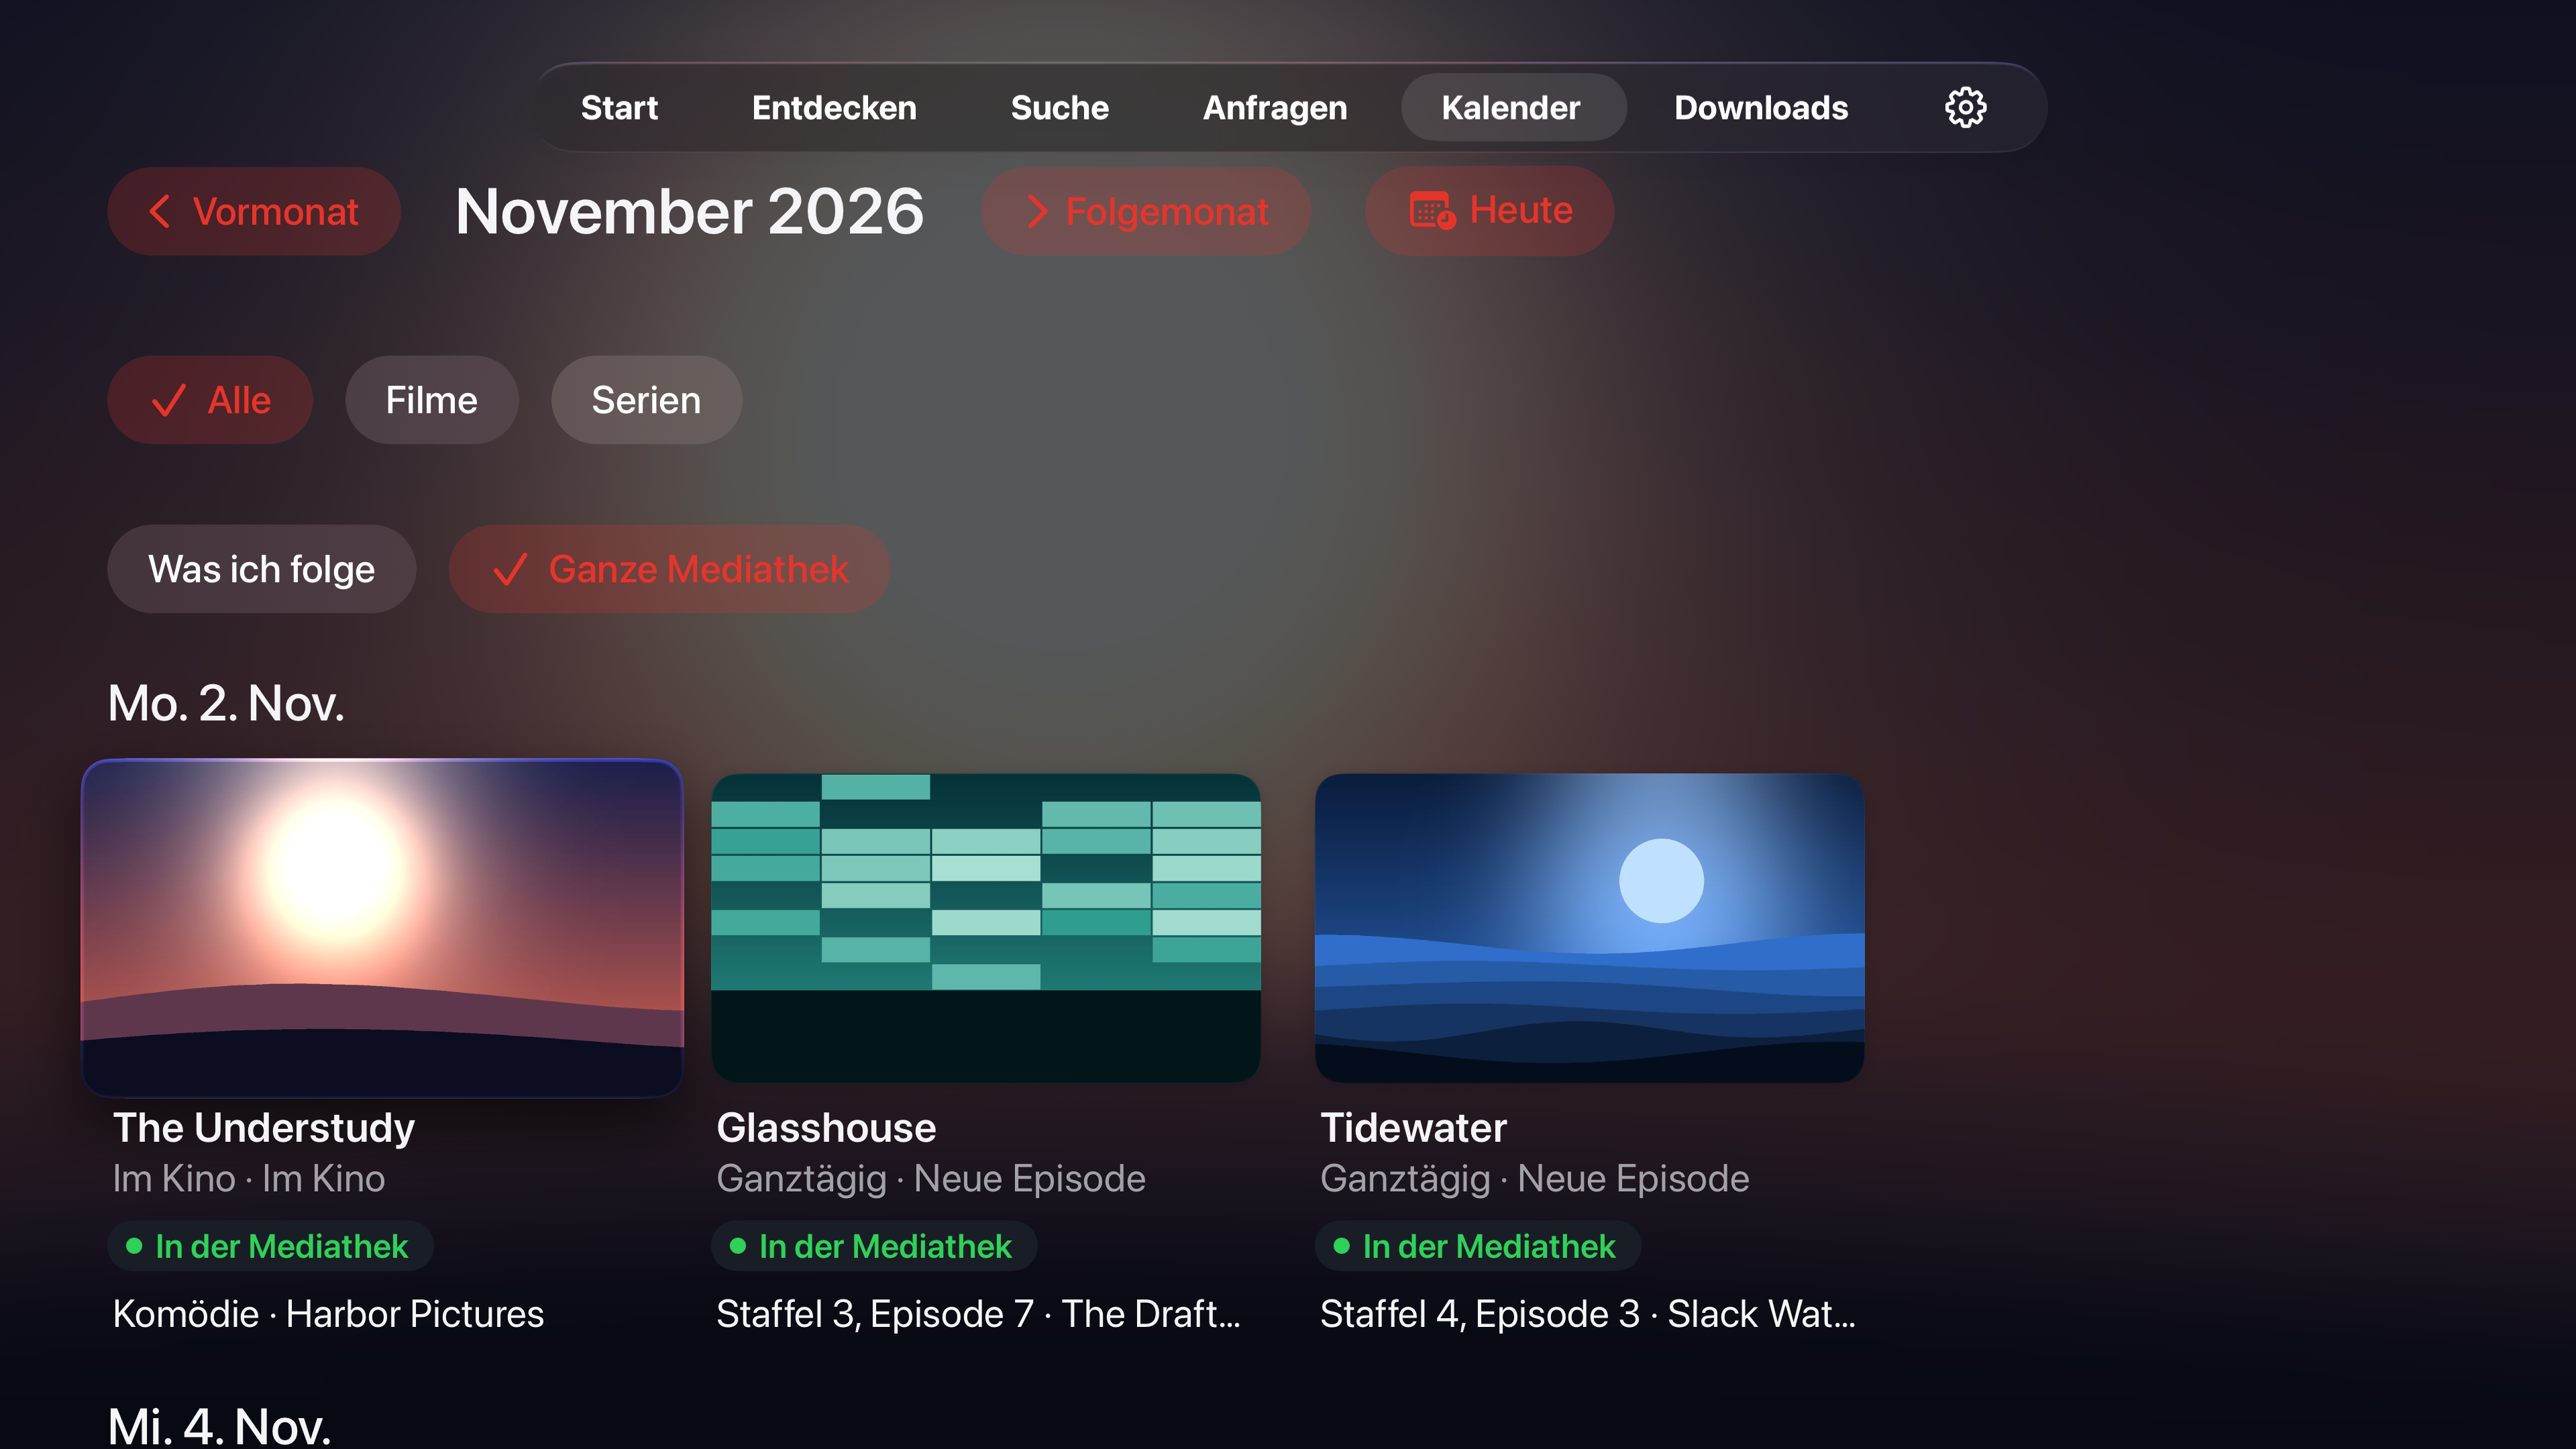 Start Entdecken Suche Anfragen Kalender Downloads
Vormonat November 2026 Folgemonat Heute
Alle Filme Serien
Was ich folge Ganze Mediathek
Mo. 2. Nov.
The Understudy Glasshouse Tidewater
Im Kino · Im Kino Ganztägig · Neue Episode Ganztägig · Neue Episode
In der Mediathek In der Mediathek In der Mediathek
Komödie · Harbor Pictures Staffel 3, Episode 7 · The Draft... Staffel 4, Episode 3 · Slack Wat...
Mi. 4. Nov.